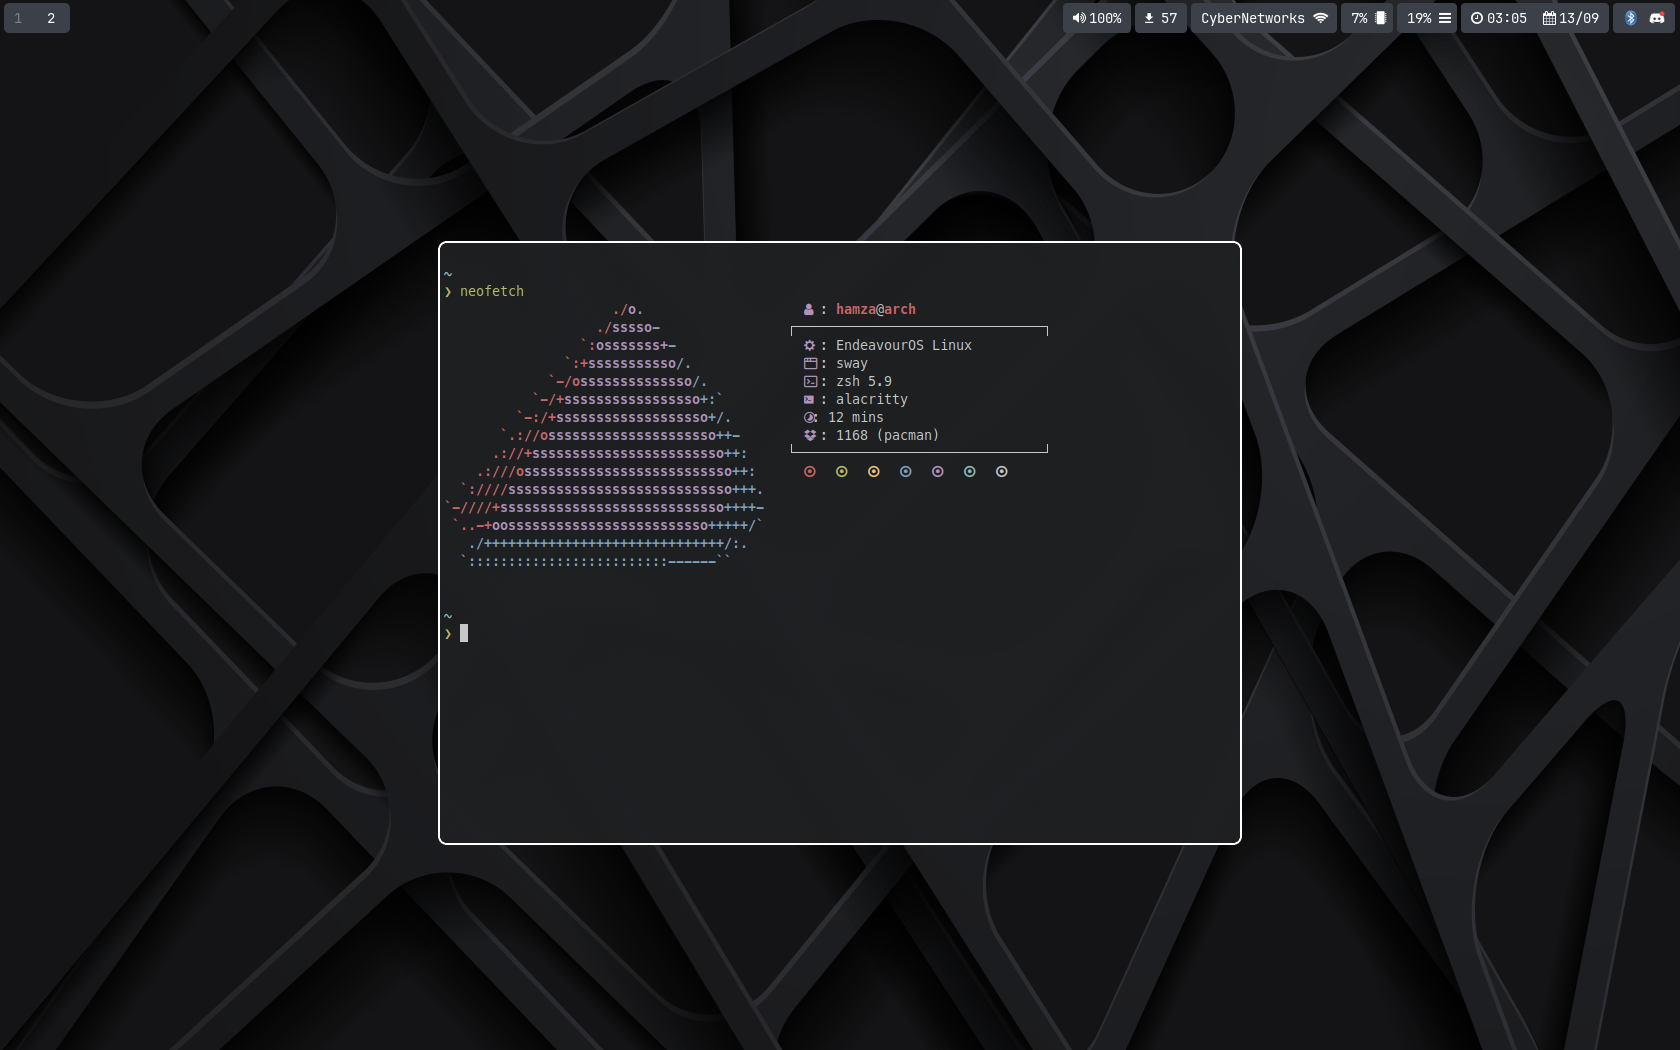 1 2 100% 57 CyberNetworks 7% 19% 03:05 13/09
~
❯ neofetch
./o.
./sssso-
`:osssssss+-
`:+sssssssssso/.
`-/ossssssssssssso/.
`-/+sssssssssssssssso+:`
`-:/+sssssssssssssssssso+/.
`.://osssssssssssssssssssso++-
.://+ssssssssssssssssssssssso++:
.:///ossssssssssssssssssssssssso++:
`:////ssssssssssssssssssssssssssso+++.
`-////+ssssssssssssssssssssssssssso++++-
`..-+oosssssssssssssssssssssssso+++++/`
./++++++++++++++++++++++++++++++/:.
`:::::::::::::::::::::::::------``
: hamza@arch
: EndeavourOS Linux
: sway
: zsh 5.9
: alacritty
: 12 mins
: 1168 (pacman)
~
❯